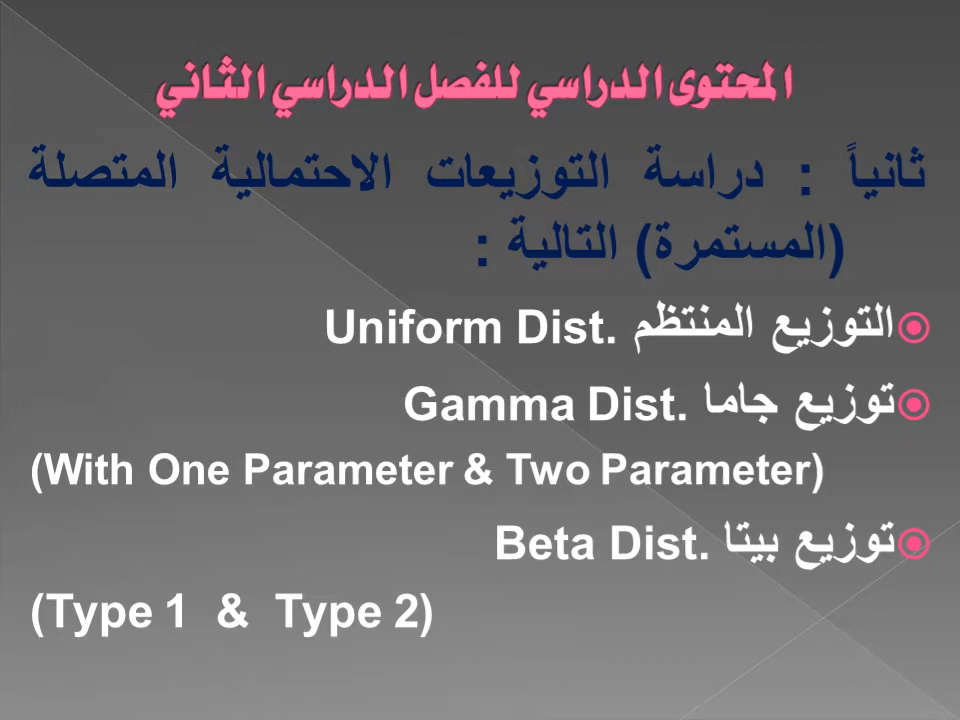 المحتوى الدراسي للفصل الدراسي الثاني
ثانياً : دراسة التوزيعات الاحتمالية المتصلة
(المستمرة) التالية :
التوزيع المنتظم Uniform Dist.
توزيع جاما Gamma Dist.
(With One Parameter & Two Parameter)
توزيع بيتا Beta Dist.
(Type 1 & Type 2)